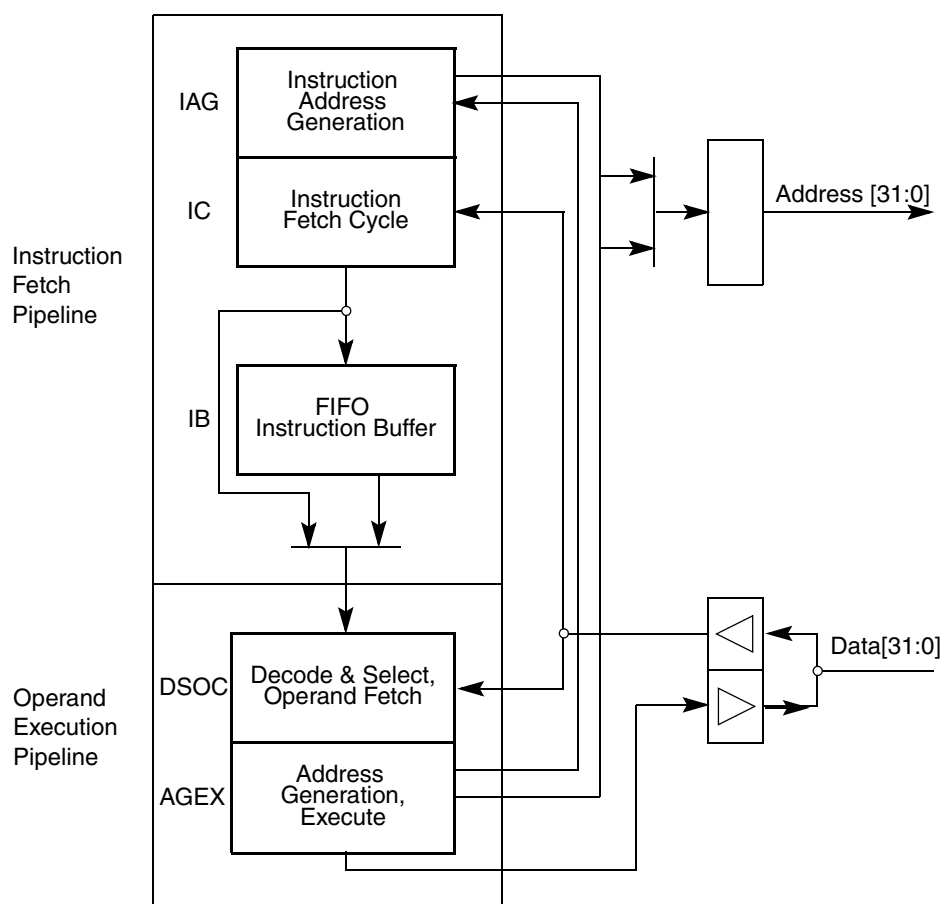 IAG
Instruction
Address
Generation
IC
Instruction
Fetch Cycle
Address [31:0]
Instruction
Fetch
Pipeline
IB
FIFO
Instruction Buffer
DSOC
Decode & Select,
Operand Fetch
Data[31:0]
Operand
Execution
Pipeline
AGEX
Address
Generation,
Execute